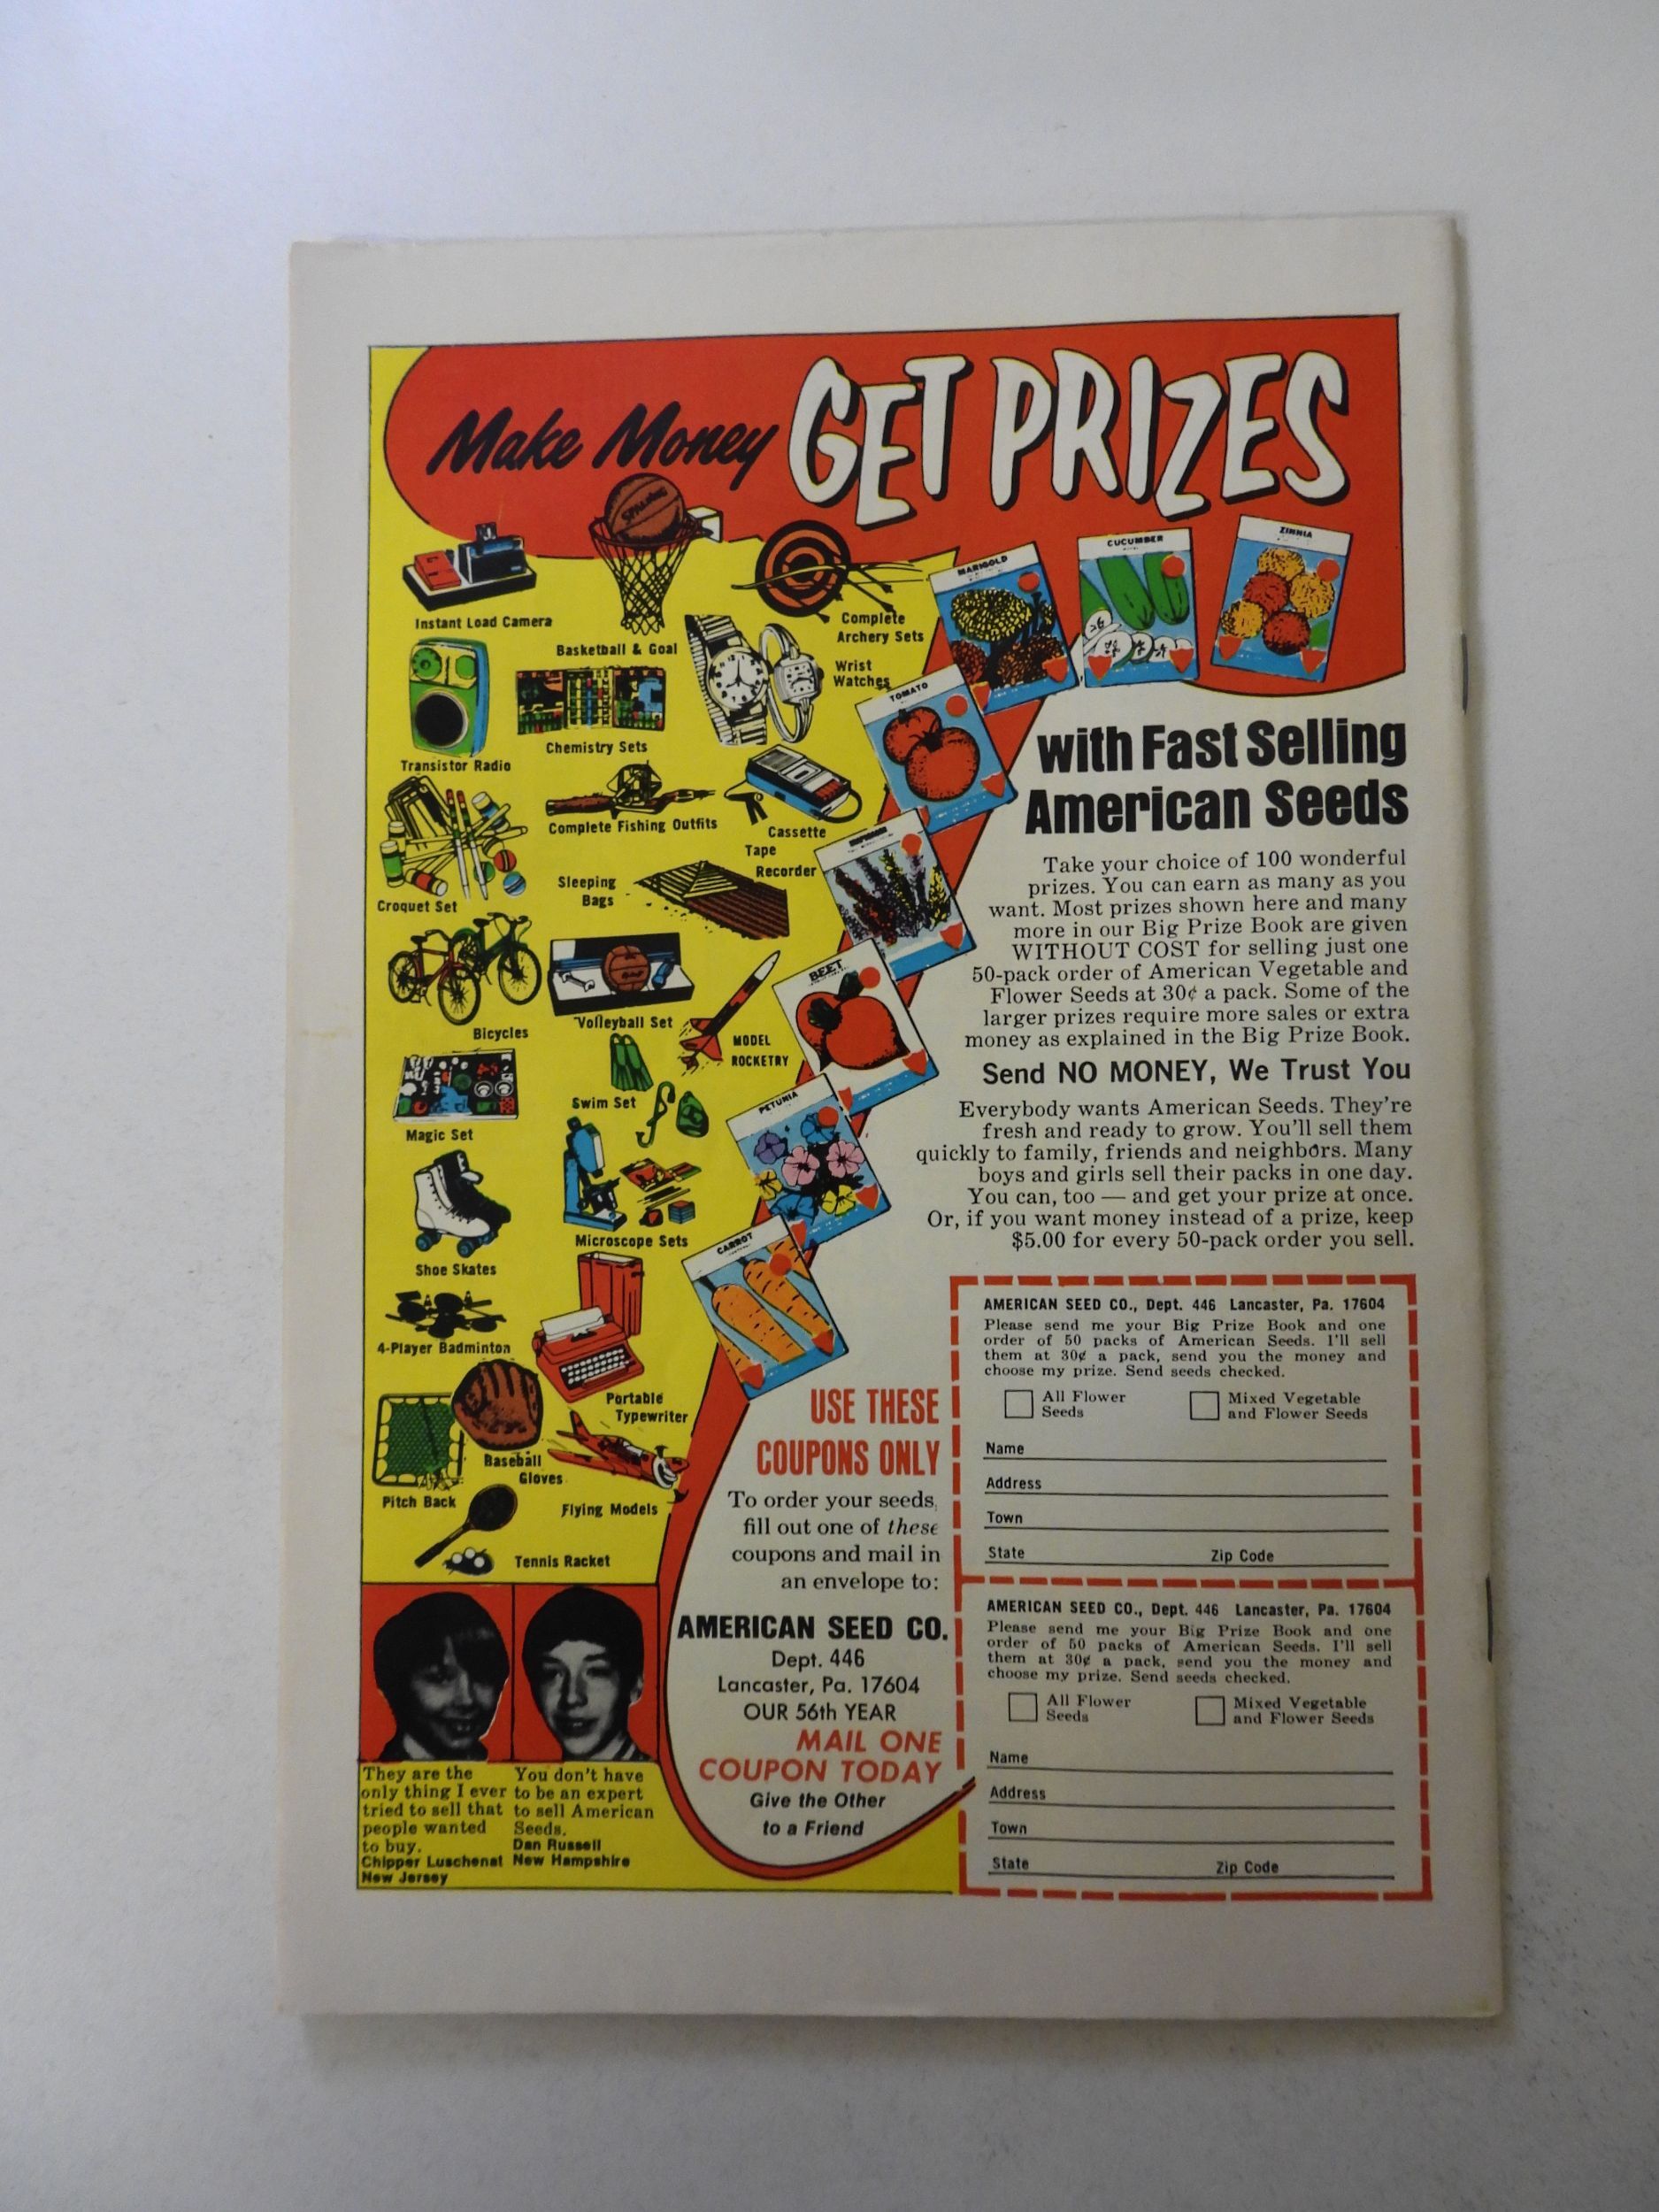 Make Money GET PRIZES
SPALDING
Instant Load Camera
Basketball & Goal
Complete
Archery Sets
Wrist
Watches
Transistor Radio
Chemistry Sets
Complete Fishing Outfits
Cassette
Tape
Recorder
Croquet Set
Sleeping
Bags
Bicycles
Volleyball Set
MODEL
ROCKETRY
Magic Set
Swim Set
Shoe Skates
Microscope Sets
4-Player Badminton
Portable
Typewriter
Pitch Back
Baseball
Gloves
Flying Models
Tennis Racket
MARIGOLD
CUCUMBER
ZINNIA
TOMATO
BEET
PETUNIA
CARROT
with Fast Selling
American Seeds
Take your choice of 100 wonderful
prizes. You can earn as many as you
want. Most prizes shown here and many
more in our Big Prize Book are given
WITHOUT COST for selling just one
50-pack order of American Vegetable and
Flower Seeds at 30¢ a pack. Some of the
larger prizes require more sales or extra
money as explained in the Big Prize Book.
Send NO MONEY, We Trust You
Everybody wants American Seeds. They're
fresh and ready to grow. You'll sell them
quickly to family, friends and neighbors. Many
boys and girls sell their packs in one day.
You can, too — and get your prize at once.
Or, if you want money instead of a prize, keep
$5.00 for every 50-pack order you sell.
USE THESE
COUPONS ONLY
To order your seeds,
fill out one of these
coupons and mail in
an envelope to:
AMERICAN SEED CO.
Dept. 446
Lancaster, Pa. 17604
OUR 56th YEAR
MAIL ONE
COUPON TODAY
Give the Other
to a Friend
AMERICAN SEED CO., Dept. 446 Lancaster, Pa. 17604
Please send me your Big Prize Book and one
order of 50 packs of American Seeds. I'll sell
them at 30¢ a pack, send you the money and
choose my prize. Send seeds checked.
All Flower
Seeds
Mixed Vegetable
and Flower Seeds
Name
Address
Town
State Zip Code
AMERICAN SEED CO., Dept. 446 Lancaster, Pa. 17604
Please send me your Big Prize Book and one
order of 50 packs of American Seeds. I'll sell
them at 30¢ a pack, send you the money and
choose my prize. Send seeds checked.
All Flower
Seeds
Mixed Vegetable
and Flower Seeds
Name
Address
Town
State Zip Code
They are the
only thing I ever
tried to sell that
people wanted
to buy.
Chipper Luschenat
New Jersey
You don't have
to be an expert
to sell American
Seeds.
Dan Russell
New Hampshire